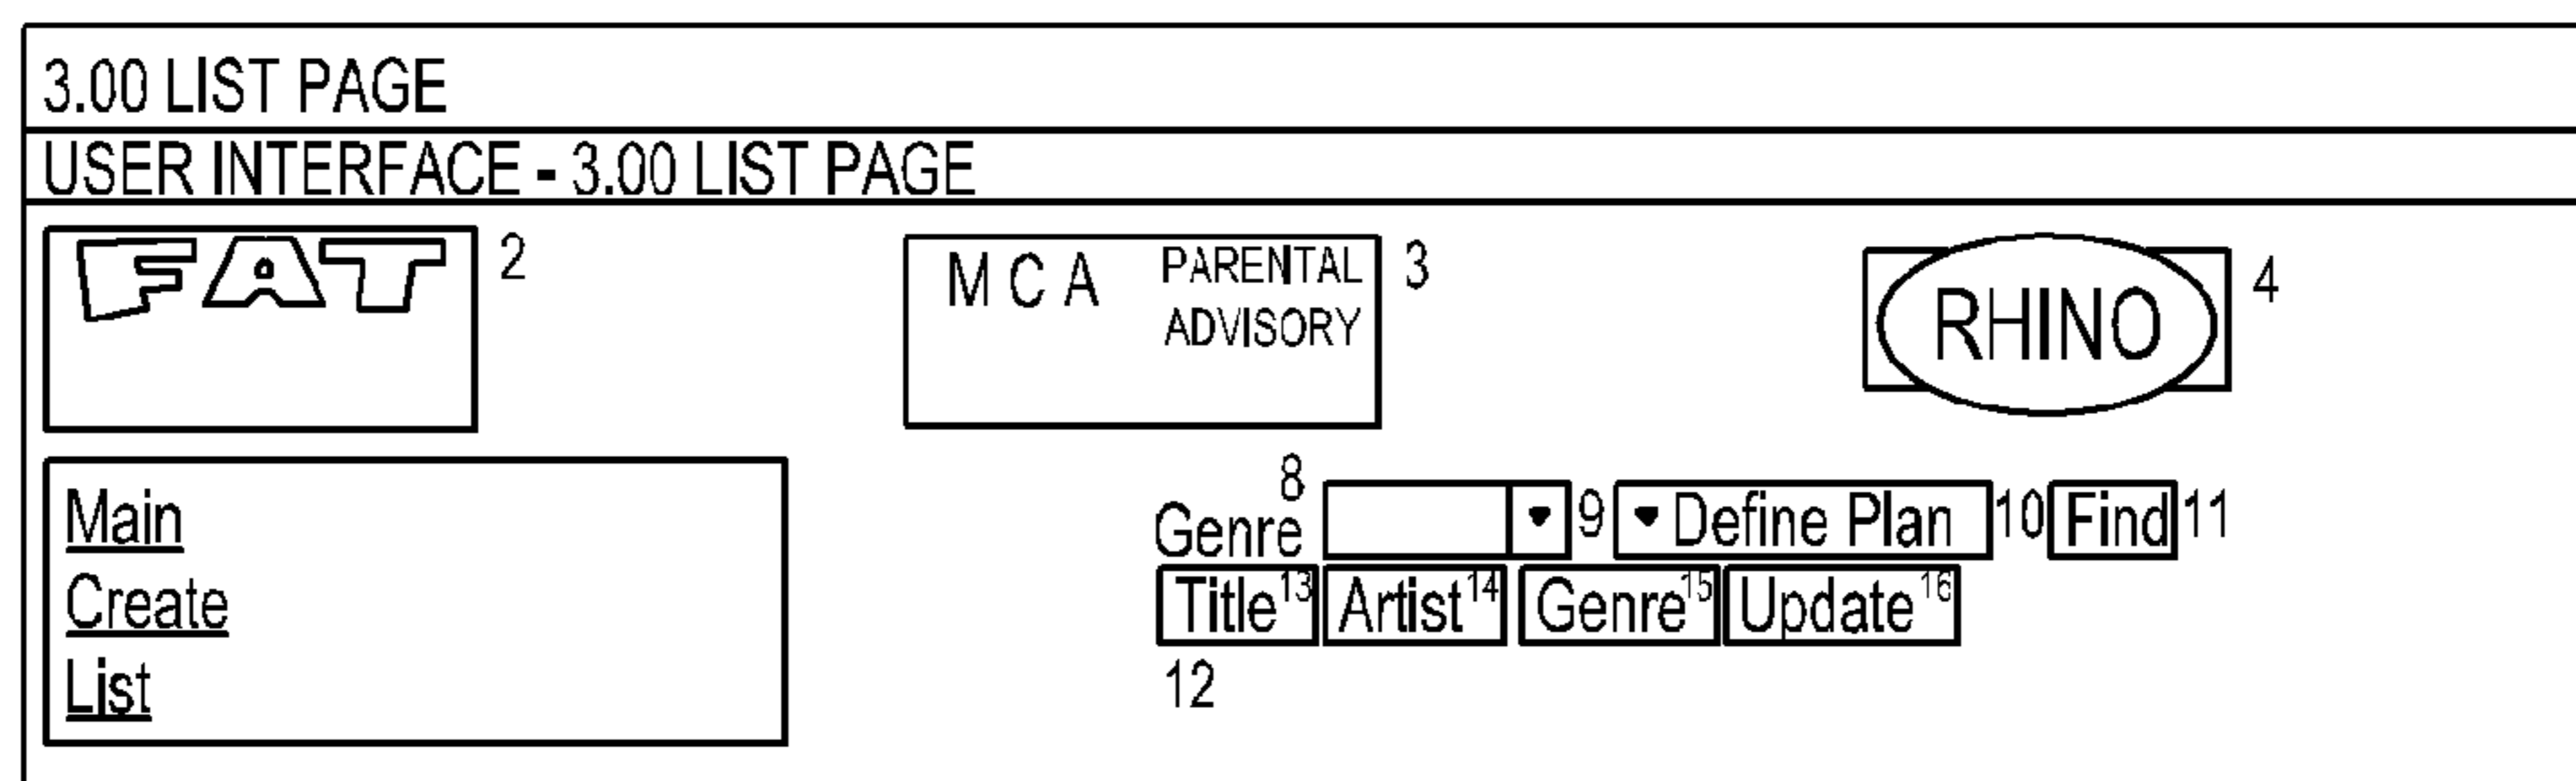 3.00 LIST PAGE
USER INTERFACE - 3.00 LIST PAGE
FAT 2
M C A PARENTAL 3
ADVISORY
RHINO 4
Main
Create
List
8
Genre 9 Define Plan 10 Find 11
Title 13 Artist 14 Genre 15 Update 16
12